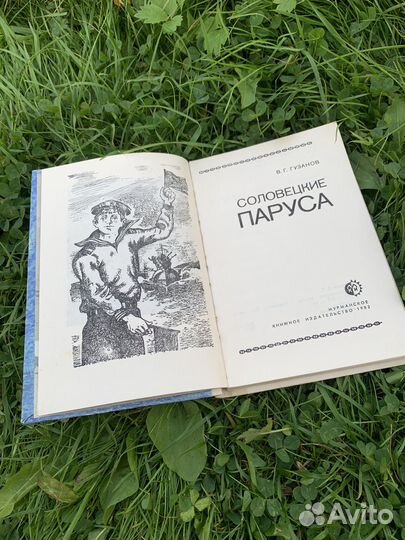 В. Г. ГУЗАНОВ
СОЛОВЕЦКИЕ
ПАРУСА
МУРМАНСКОЕ
КНИЖНОЕ ИЗДАТЕЛЬСТВО 1982
Avito